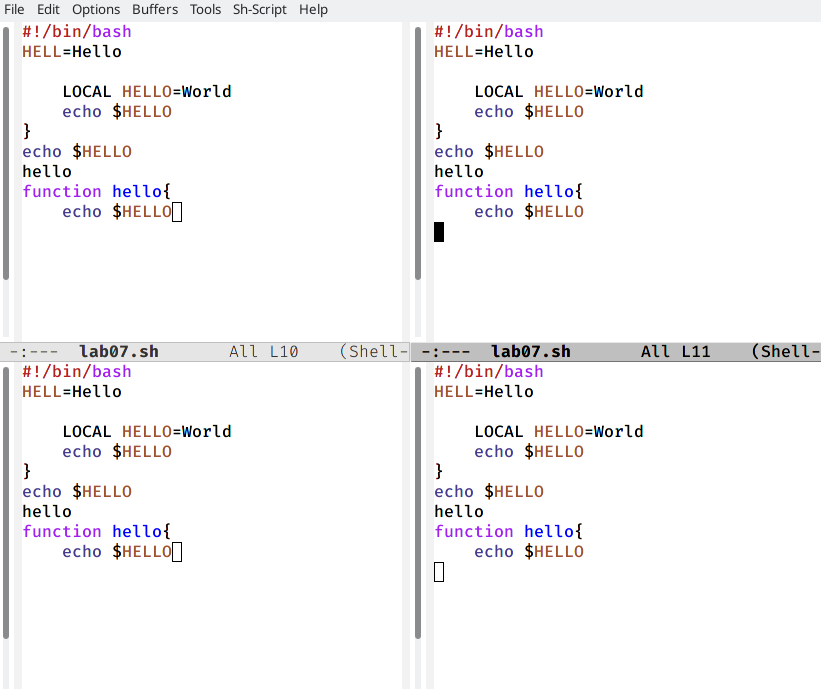 File Edit Options Buffers Tools Sh-Script Help
#!/bin/bash
HELL=Hello
LOCAL HELLO=World
echo $HELLO
}
echo $HELLO
hello
function hello{
echo $HELLO
-:--- lab07.sh All L10 (Shell-
#!/bin/bash
HELL=Hello
LOCAL HELLO=World
echo $HELLO
}
echo $HELLO
hello
function hello{
echo $HELLO
-:--- lab07.sh All L11 (Shell-
#!/bin/bash
HELL=Hello
LOCAL HELLO=World
echo $HELLO
}
echo $HELLO
hello
function hello{
echo $HELLO
#!/bin/bash
HELL=Hello
LOCAL HELLO=World
echo $HELLO
}
echo $HELLO
hello
function hello{
echo $HELLO